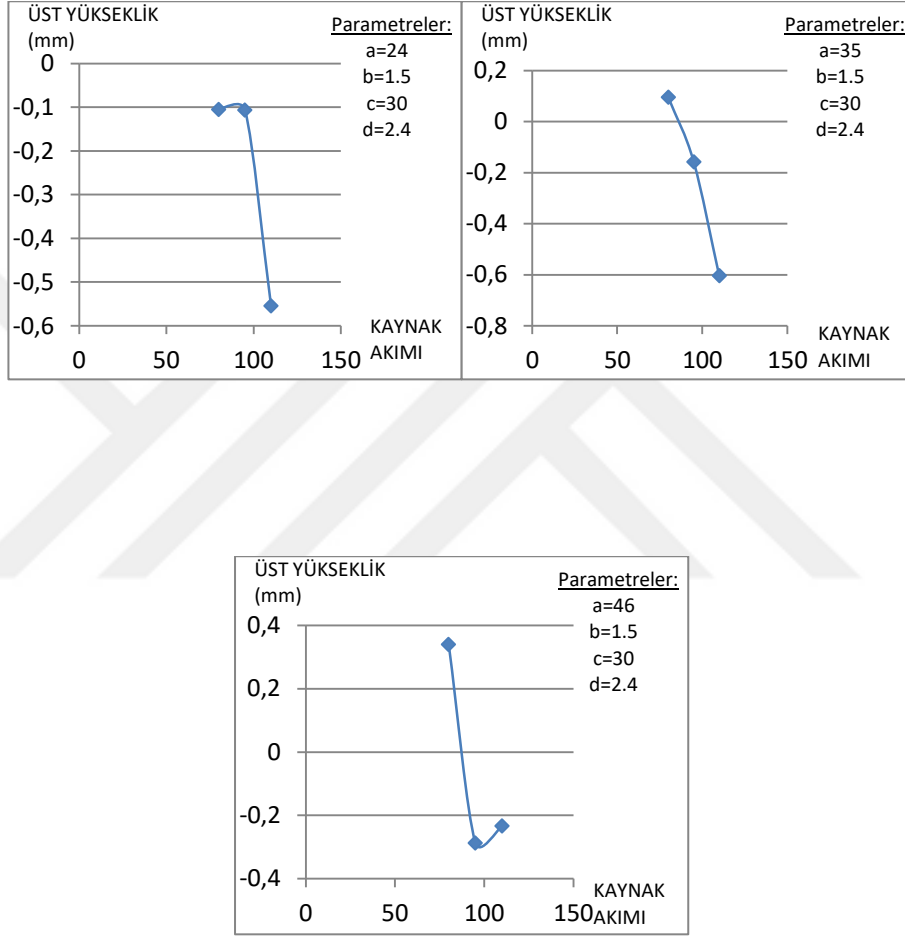 ÜST YÜKSEKLİK
(mm)
Parametreler:
a=24
b=1.5
c=30
d=2.4
0
-0,1
-0,2
-0,3
-0,4
-0,5
-0,6
0 50 100 150
KAYNAK
AKIMI
ÜST YÜKSEKLİK
(mm)
Parametreler:
a=35
b=1.5
c=30
d=2.4
0,2
0
-0,2
-0,4
-0,6
-0,8
0 50 100 150
KAYNAK
AKIMI
ÜST YÜKSEKLİK
(mm)
Parametreler:
a=46
b=1.5
c=30
d=2.4
0,4
0,2
0
-0,2
-0,4
0 50 100 150
KAYNAK
AKIMI